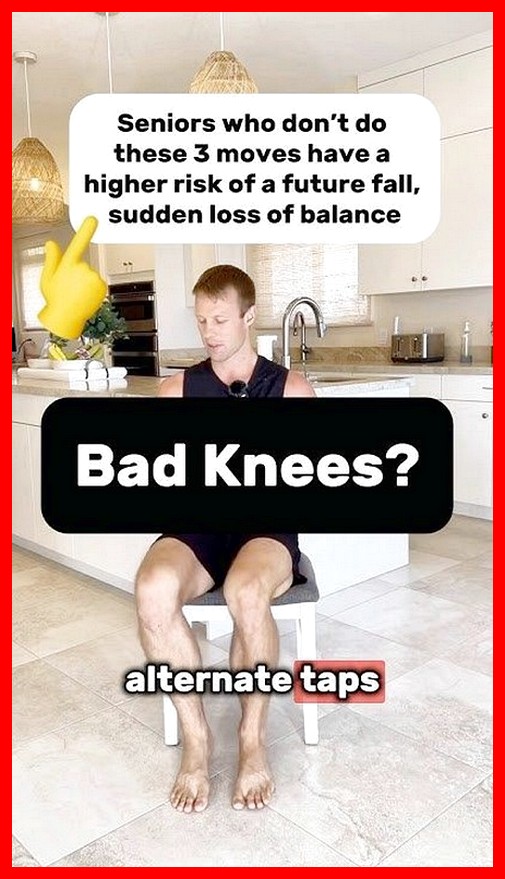 Seniors who don’t do
these 3 moves have a
higher risk of a future fall,
sudden loss of balance
Bad Knees?
alternate taps